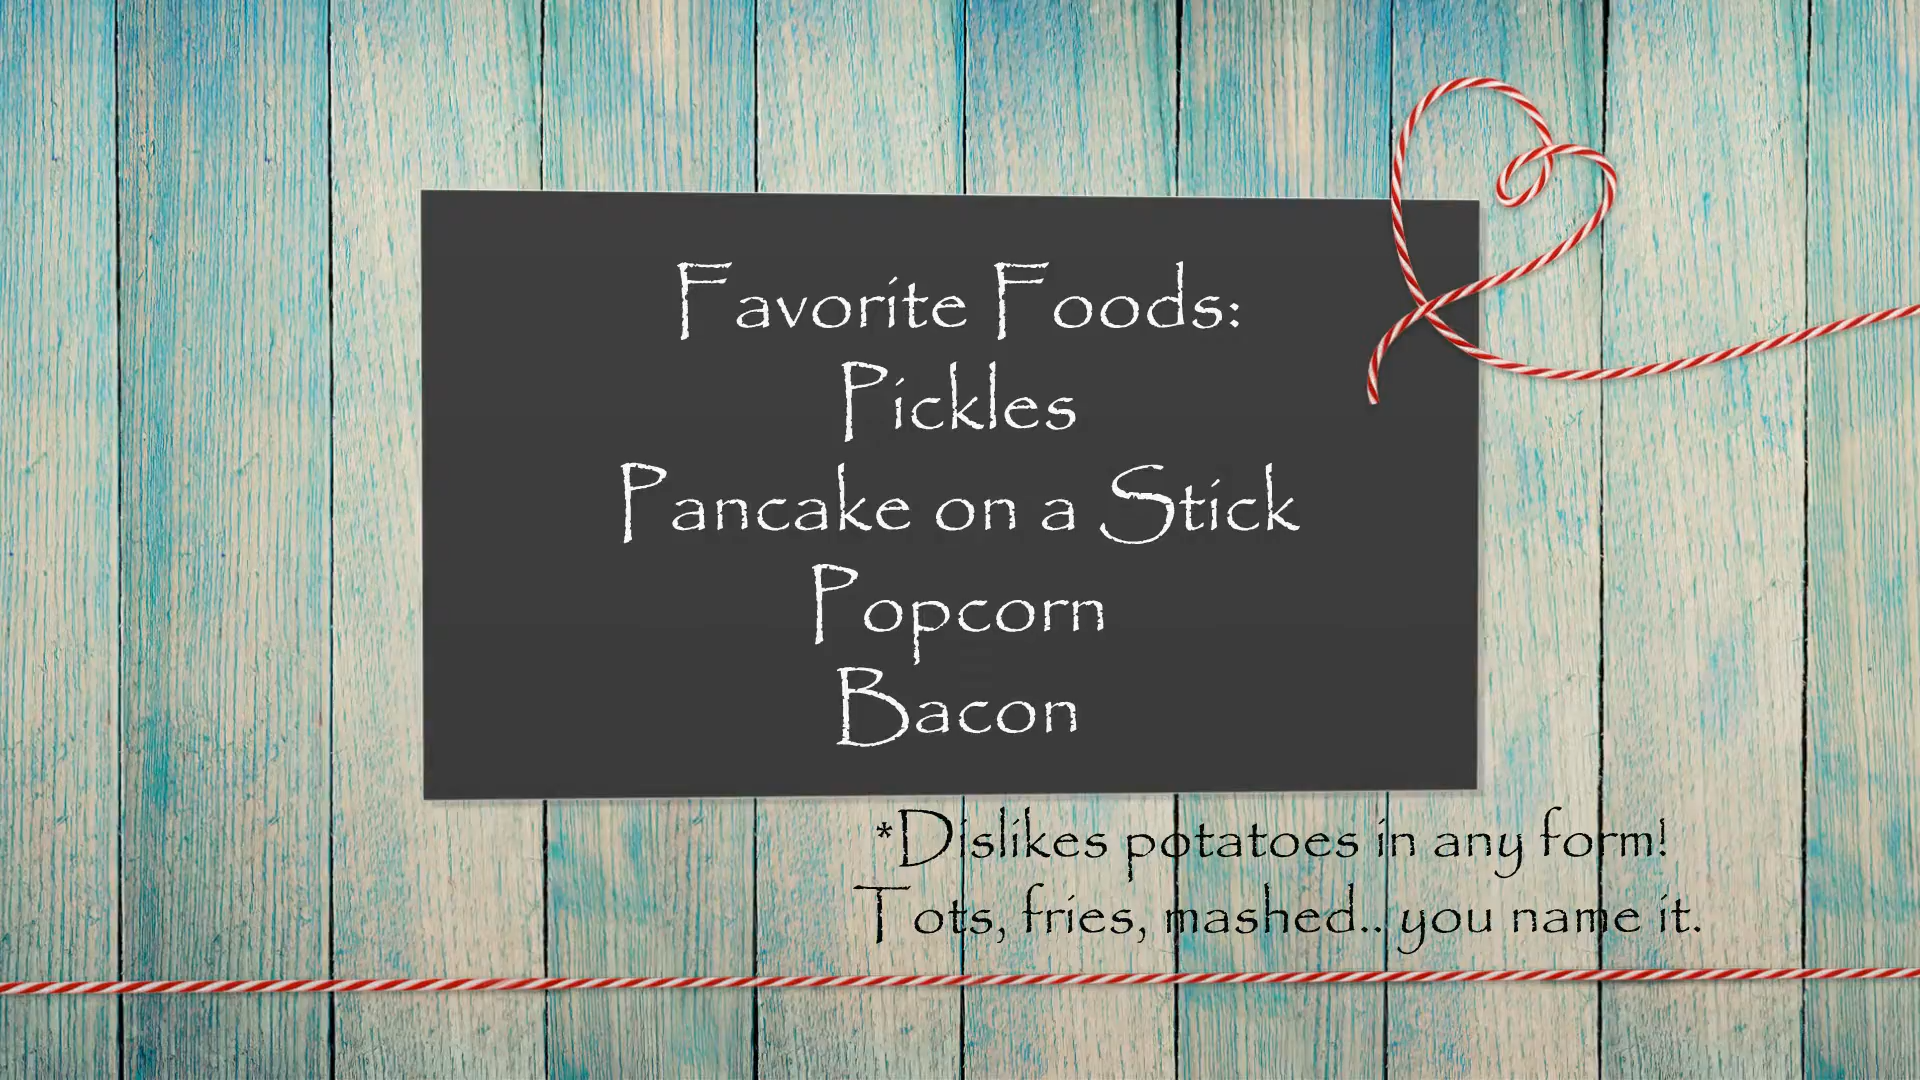 Favorite Foods:
Pickles
Pancake on a Stick
Popcorn
Bacon
*Dislikes potatoes in any form!
Tots, fries, mashed.. you name it.